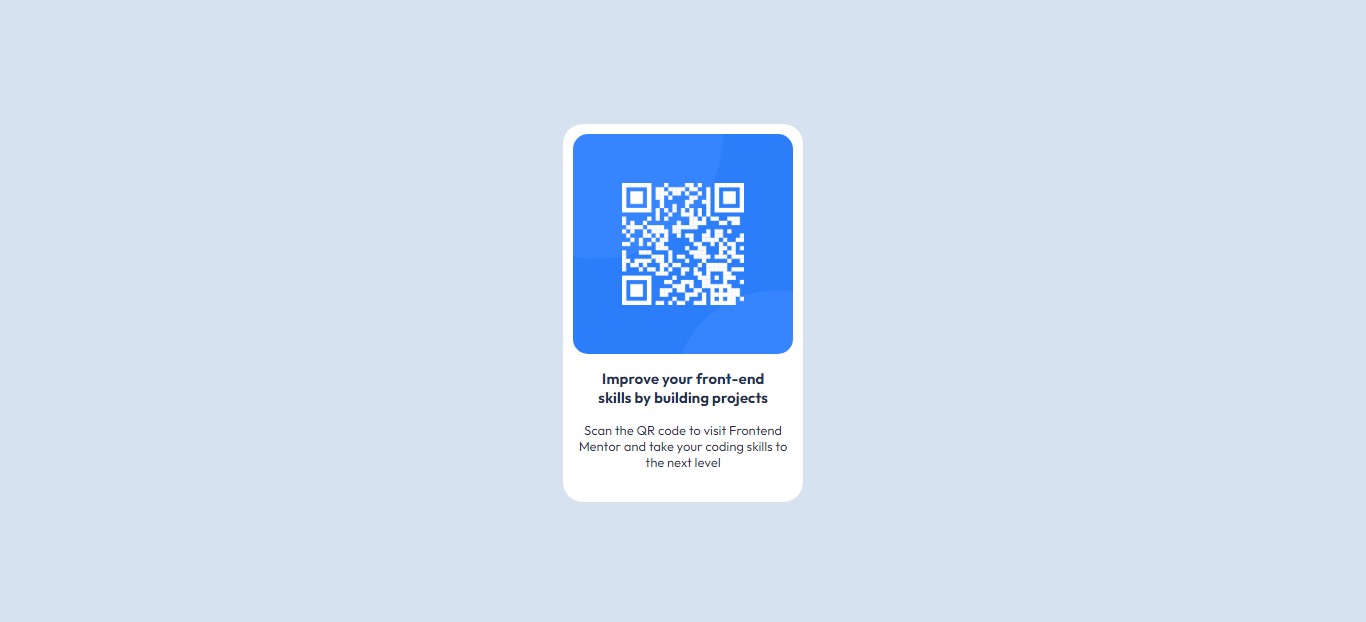 Improve your front-end
skills by building projects
Scan the QR code to visit Frontend
Mentor and take your coding skills to
the next level